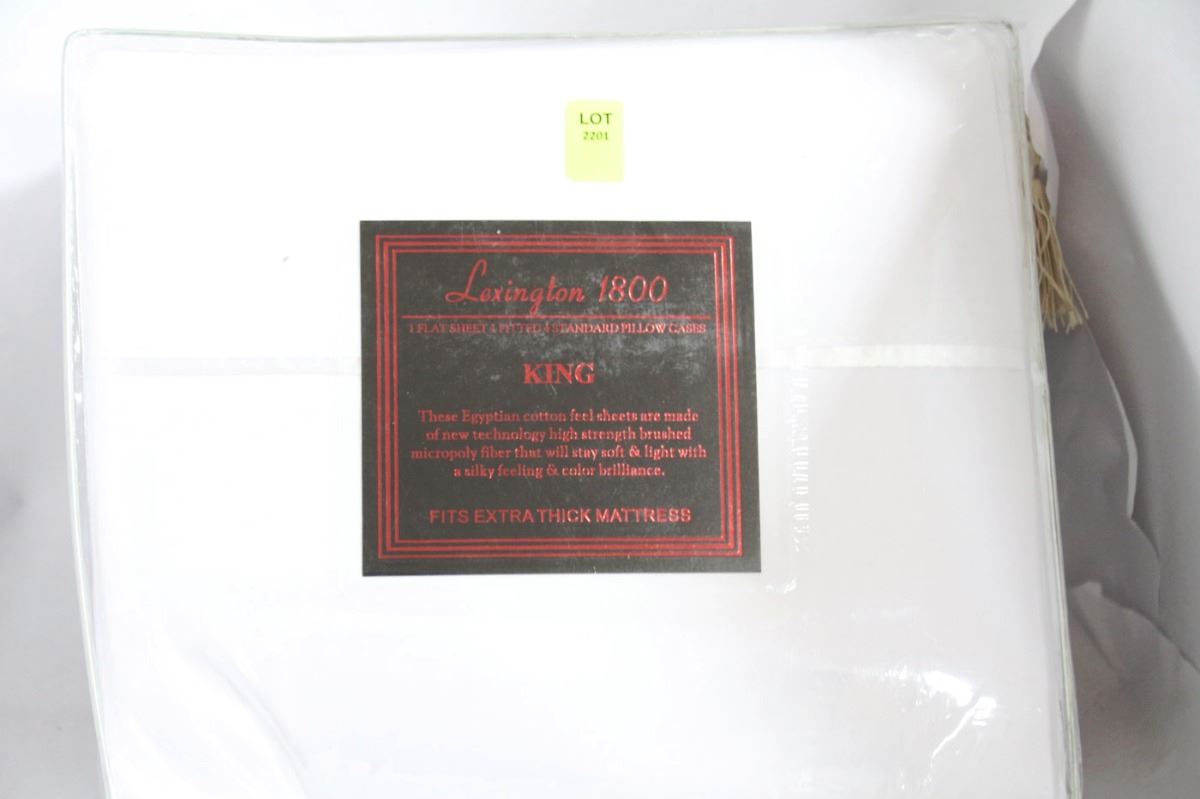 LOT
2201
Lexington 1800
1 FLAT SHEET 1 FITTED 4 STANDARD PILLOW CASES
KING
These Egyptian cotton feel sheets are made
of new technology high strength brushed
micropoly fiber that will stay soft & light with
a silky feeling & color brilliance.
FITS EXTRA THICK MATTRESS